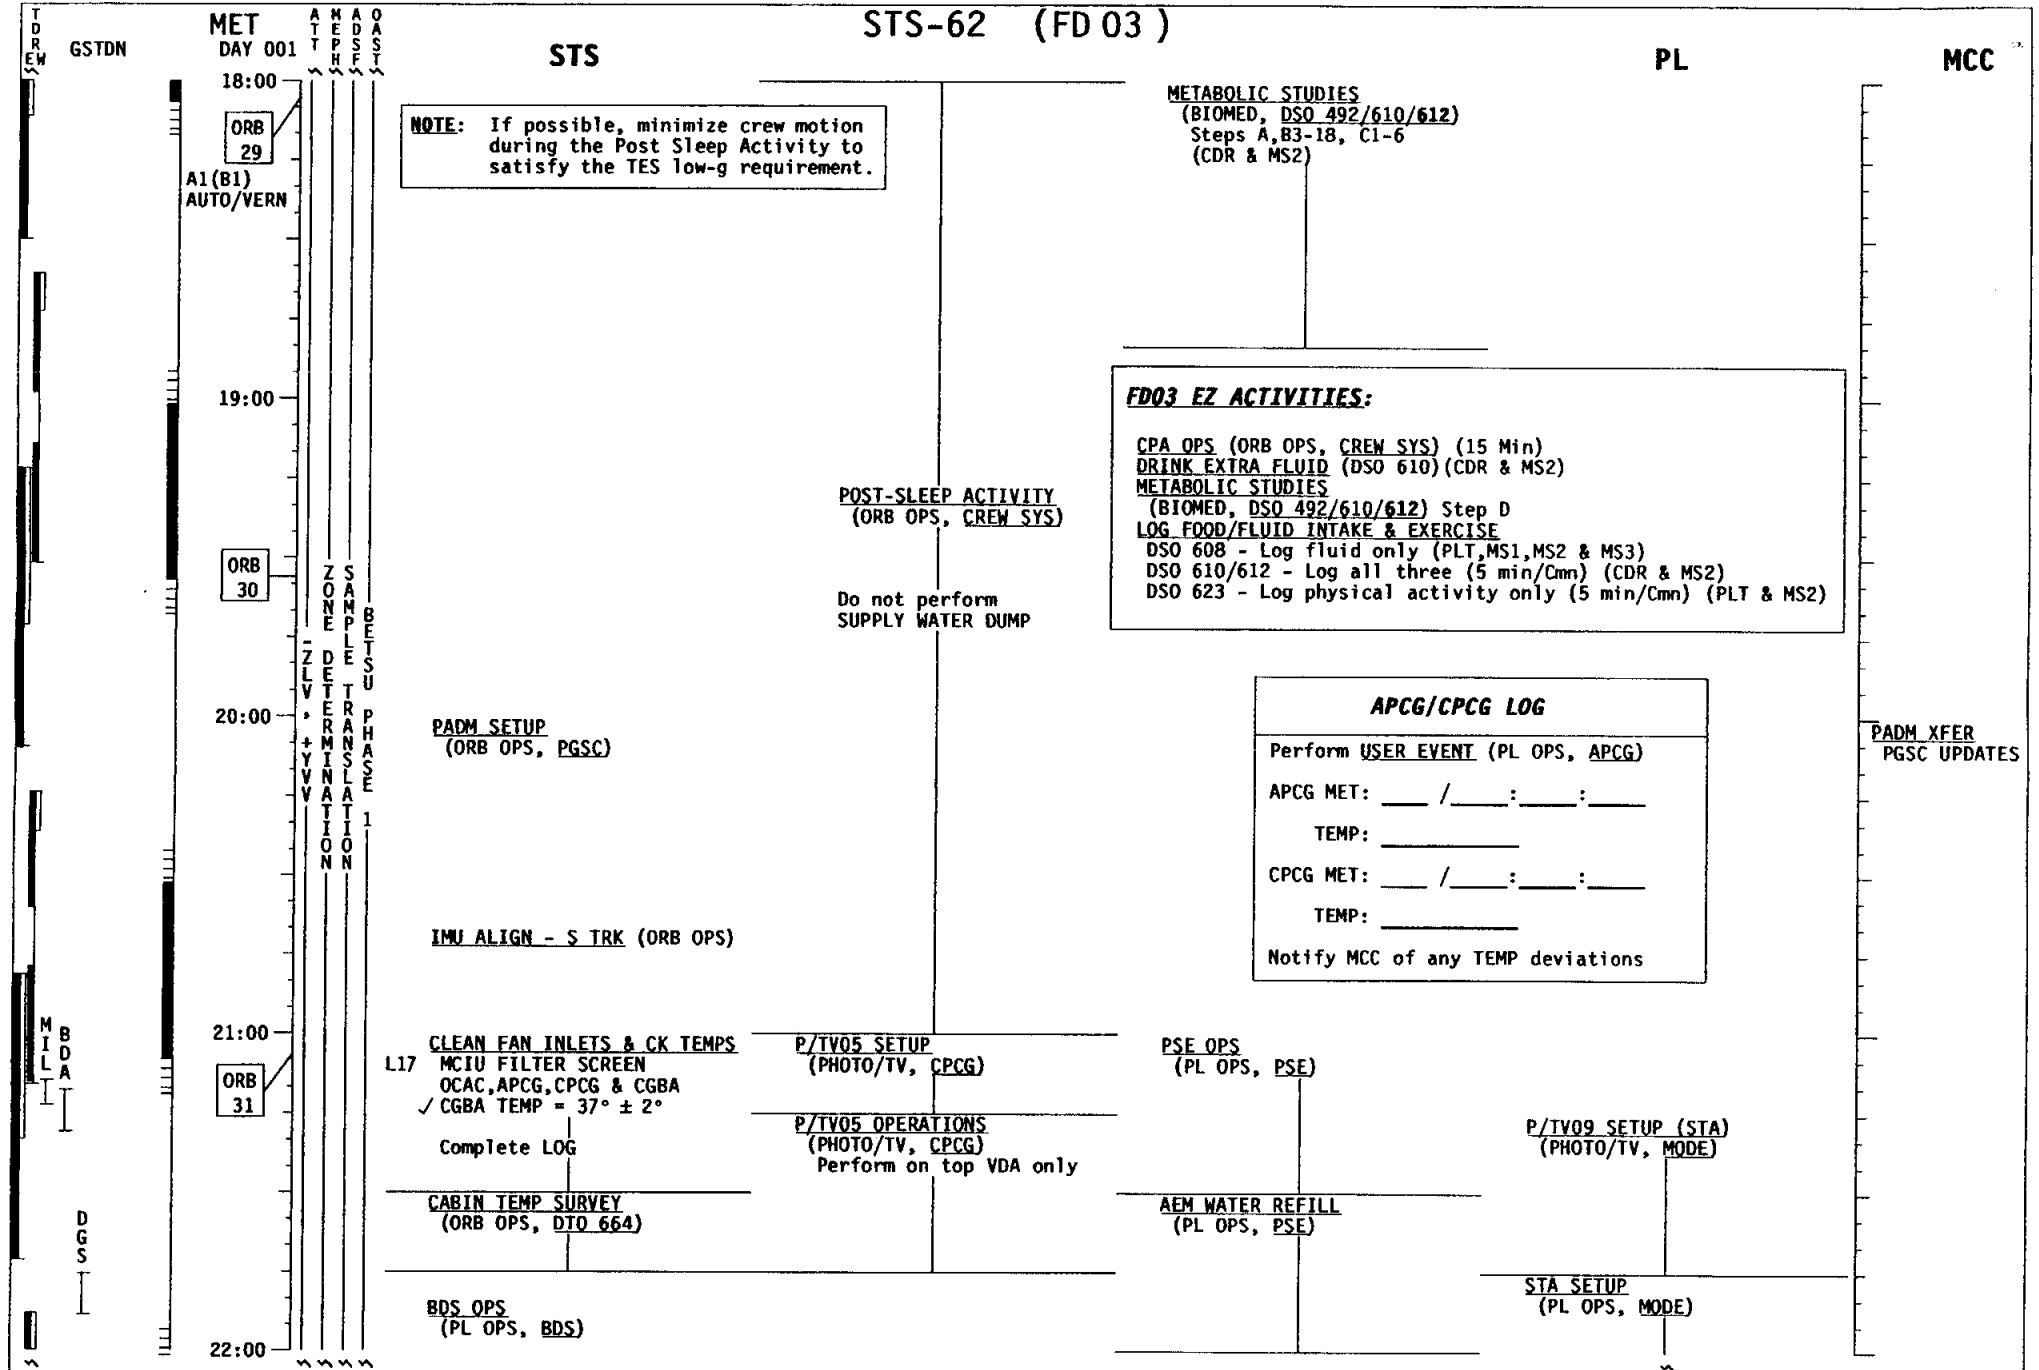 STS-62 (FD 03)
TDRE W
GSTDN
MET
DAY 001
ATT
MEPH
ADSF
OAST
STS
PL
MCC
18:00
ORB
29
A1(B1)
AUTO/VERN
NOTE: If possible, minimize crew motion
during the Post Sleep Activity to
satisfy the TES low-g requirement.
METABOLIC STUDIES
(BIOMED, DSO 492/610/612)
Steps A,B3-18, C1-6
(CDR & MS2)
19:00
FD03 EZ ACTIVITIES:
CPA OPS (ORB OPS, CREW SYS) (15 Min)
DRINK EXTRA FLUID (DSO 610)(CDR & MS2)
METABOLIC STUDIES
(BIOMED, DSO 492/610/612) Step D
LOG FOOD/FLUID INTAKE & EXERCISE
DSO 608 - Log fluid only (PLT,MS1,MS2 & MS3)
DSO 610/612 - Log all three (5 min/Cmn) (CDR & MS2)
DSO 623 - Log physical activity only (5 min/Cmn) (PLT & MS2)
POST-SLEEP ACTIVITY
(ORB OPS, CREW SYS)
ORB
30
Do not perform
SUPPLY WATER DUMP
-ZLV, +YVV
ZONE DETERMINATION
SAMPLE TRANSLATION
BETSU PHASE 1
20:00
PADM SETUP
(ORB OPS, PGSC)
APCG/CPCG LOG
Perform USER EVENT (PL OPS, APCG)
APCG MET: ____ /____:____:____
TEMP: ____________
CPCG MET: ____ /____:____:____
TEMP: ____________
Notify MCC of any TEMP deviations
PADM XFER
PGSC UPDATES
IMU ALIGN - S TRK (ORB OPS)
MIL
BDA
21:00
ORB
31
CLEAN FAN INLETS & CK TEMPS
L17 MCIU FILTER SCREEN
OCAC,APCG,CPCG & CGBA
✓ CGBA TEMP = 37° ± 2°
Complete LOG
P/TV05 SETUP
(PHOTO/TV, CPCG)
PSE OPS
(PL OPS, PSE)
P/TV05 OPERATIONS
(PHOTO/TV, CPCG)
Perform on top VDA only
P/TV09 SETUP (STA)
(PHOTO/TV, MODE)
DGS
CABIN TEMP SURVEY
(ORB OPS, DTO 664)
AEM WATER REFILL
(PL OPS, PSE)
STA SETUP
(PL OPS, MODE)
BDS OPS
(PL OPS, BDS)
22:00